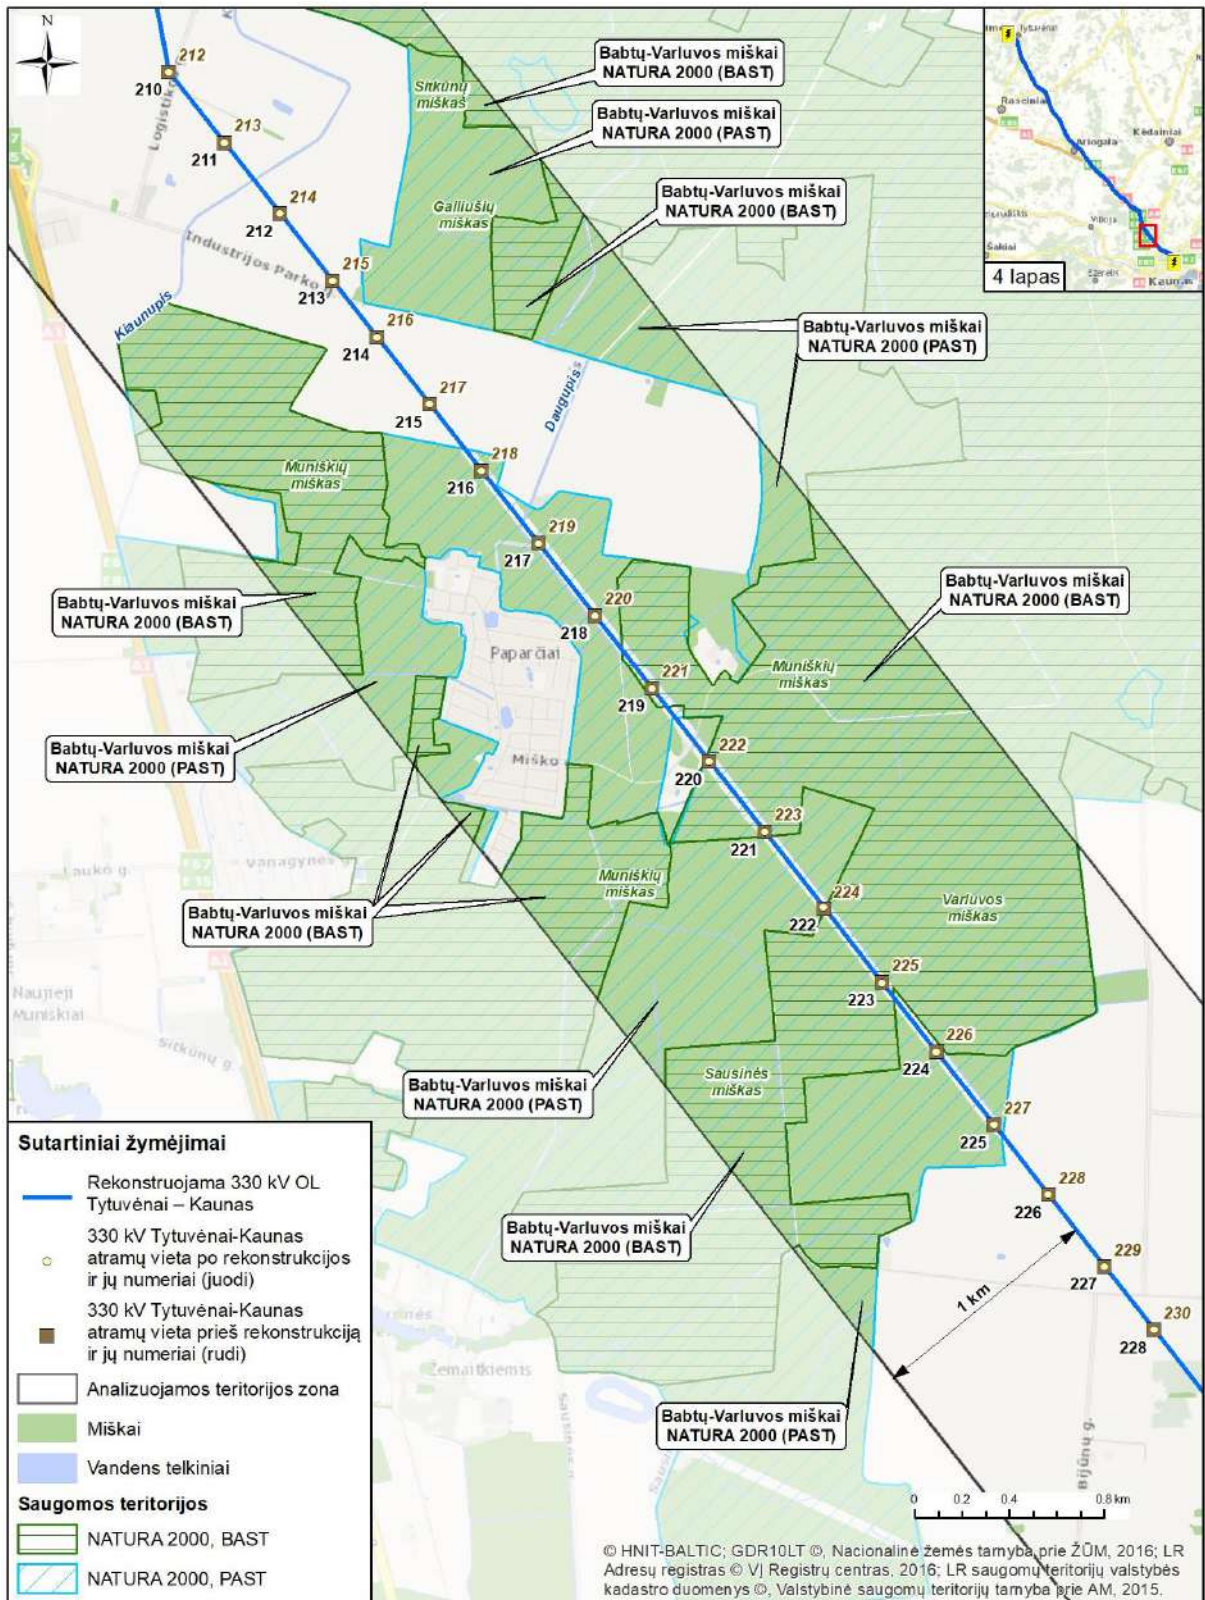 N
212
210
213
211
214
212
215
213
216
214
217
215
218
216
219
217
220
218
221
219
222
220
223
221
224
222
225
223
226
224
227
225
228
226
229
227
230
228
Industrijos Parko
Kiaunupis
Daugupis
Sitkūnų
miškas
Galliušių
miškas
Muniškių
miškas
Paparčiai
Miško
Muniškių
miškas
Muniškių
miškas
Varluvos
miškas
Sausinės
miškas
Babtų-Varluvos miškai
NATURA 2000 (BAST)
Babtų-Varluvos miškai
NATURA 2000 (PAST)
Babtų-Varluvos miškai
NATURA 2000 (BAST)
Babtų-Varluvos miškai
NATURA 2000 (PAST)
Babtų-Varluvos miškai
NATURA 2000 (BAST)
Babtų-Varluvos miškai
NATURA 2000 (BAST)
Babtų-Varluvos miškai
NATURA 2000 (PAST)
Babtų-Varluvos miškai
NATURA 2000 (BAST)
Babtų-Varluvos miškai
NATURA 2000 (PAST)
Babtų-Varluvos miškai
NATURA 2000 (BAST)
Babtų-Varluvos miškai
NATURA 2000 (PAST)
Lauko g.
Vanagynės g.
E67
A1
Naujieji
Muniškiai
Sitkūnų g.
Žemaitkiemis
Bijūnų g.
1 km
Raseiniai
Ariogala
Kėdainiai
Vilkija
Šakiai
Ežerėlis
4 lapas
Sutartiniai žymėjimai
Rekonstruojama 330 kV OL
Tytuvėnai – Kaunas
330 kV Tytuvėnai-Kaunas
atramų vieta po rekonstrukcijos
ir jų numeriai (juodi)
330 kV Tytuvėnai-Kaunas
atramų vieta prieš rekonstrukciją
ir jų numeriai (rudi)
Analizuojamos teritorijos zona
Miškai
Vandens telkiniai
Saugomos teritorijos
NATURA 2000, BAST
NATURA 2000, PAST
0 0.2 0.4 0.8 km
© HNIT-BALTIC; GDR10LT ©, Nacionalinė žemės tarnyba prie ŽŪM, 2016; LR
Adresų registras © VĮ Registrų centras, 2016; LR saugomų teritorijų valstybės
kadastro duomenys ©, Valstybinė saugomų teritorijų tarnyba prie AM, 2015.